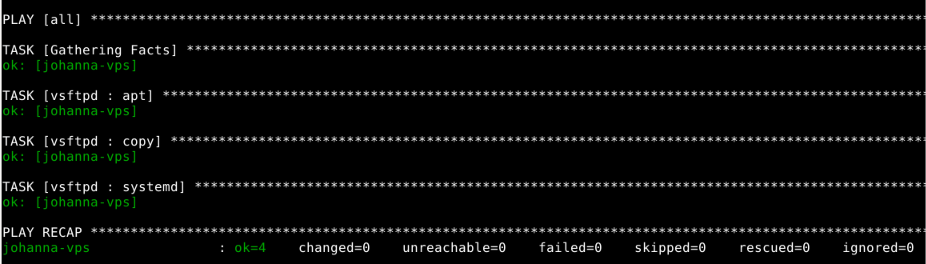 PLAY [all] *********************************************************************************************************
TASK [Gathering Facts] *********************************************************************************************
ok: [johanna-vps]
TASK [vsftpd : apt] ************************************************************************************************
ok: [johanna-vps]
TASK [vsftpd : copy] ***********************************************************************************************
ok: [johanna-vps]
TASK [vsftpd : systemd] ********************************************************************************************
ok: [johanna-vps]
PLAY RECAP *********************************************************************************************************
johanna-vps                : ok=4    changed=0    unreachable=0    failed=0    skipped=0    rescued=0    ignored=0